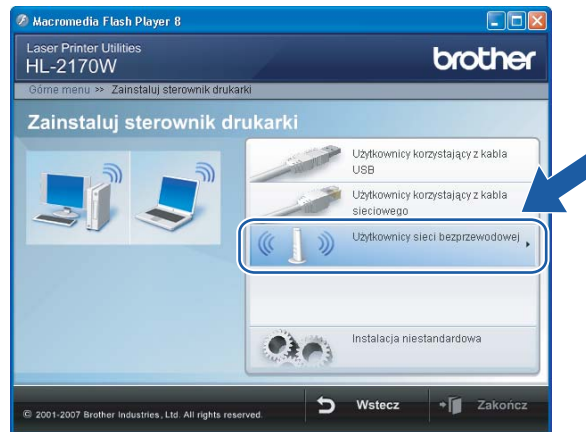 Macromedia Flash Player 8
Laser Printer Utilities
HL-2170W
brother
Górne menu >> Zainstaluj sterownik drukarki
Zainstaluj sterownik drukarki
Użytkownicy korzystający z kabla
USB
Użytkownicy korzystający z kabla
sieciowego
Użytkownicy sieci bezprzewodowej
Instalacja niestandardowa
© 2001-2007 Brother Industries, Ltd. All rights reserved.
Wstecz
Zakończ